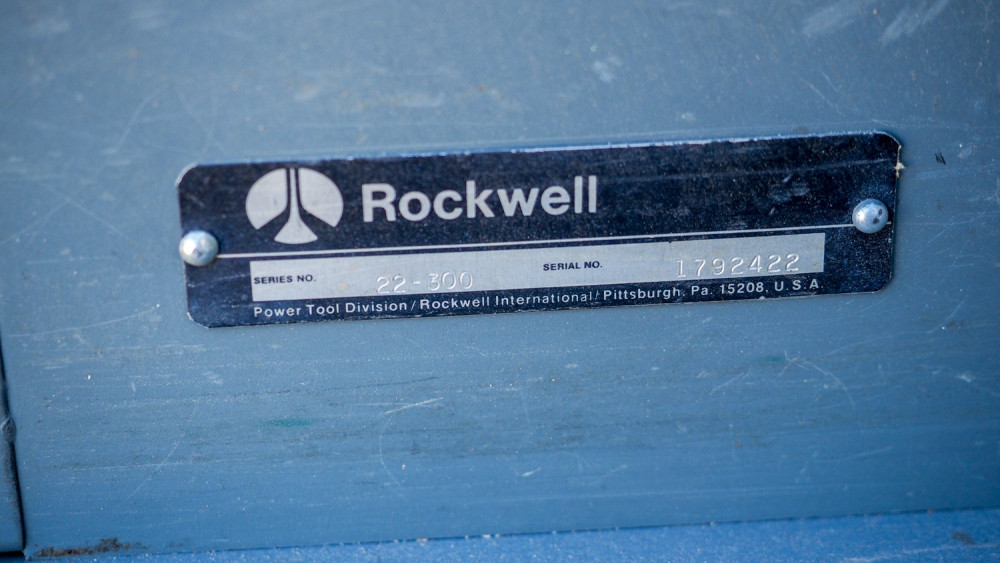 Rockwell
SERIES NO. 22-300 SERIAL NO. 1792422
Power Tool Division/Rockwell International/Pittsburgh, Pa. 15208, U.S.A.